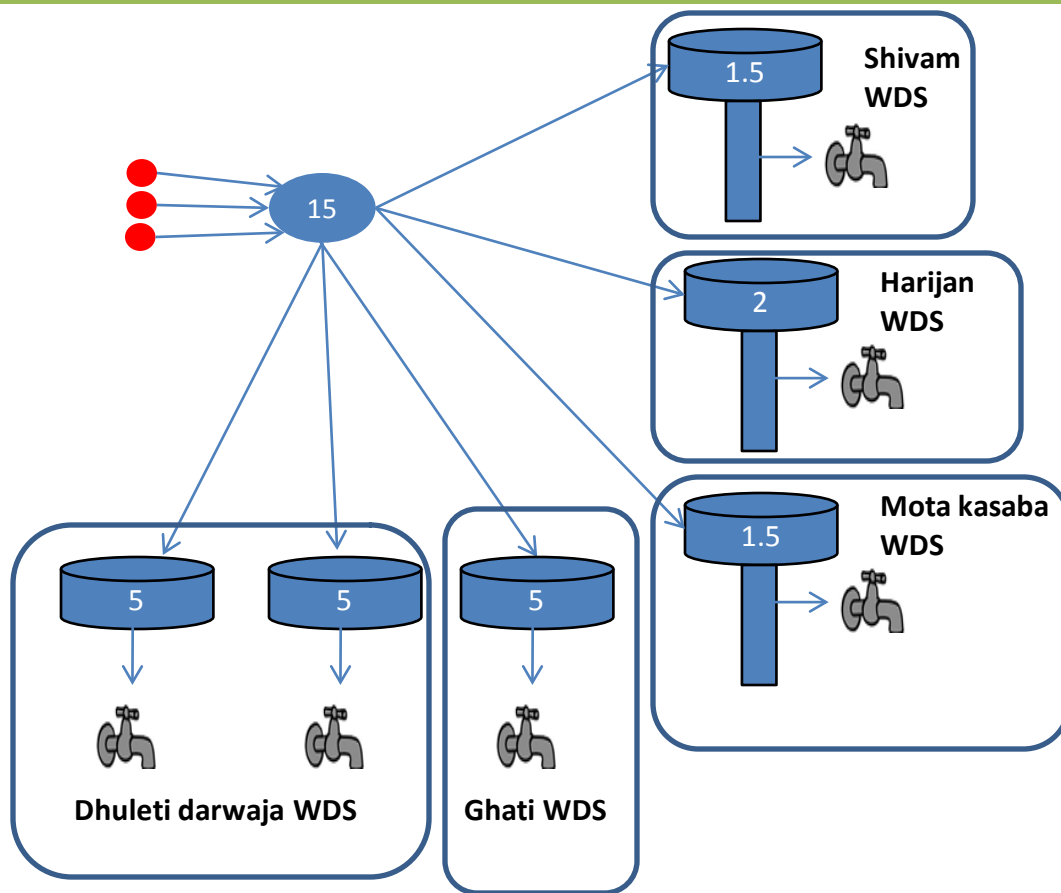 Shivam
WDS
1.5
15
Harijan
WDS
2
Mota kasaba
WDS
1.5
5
5
5
Dhuleti darwaja WDS
Ghati WDS